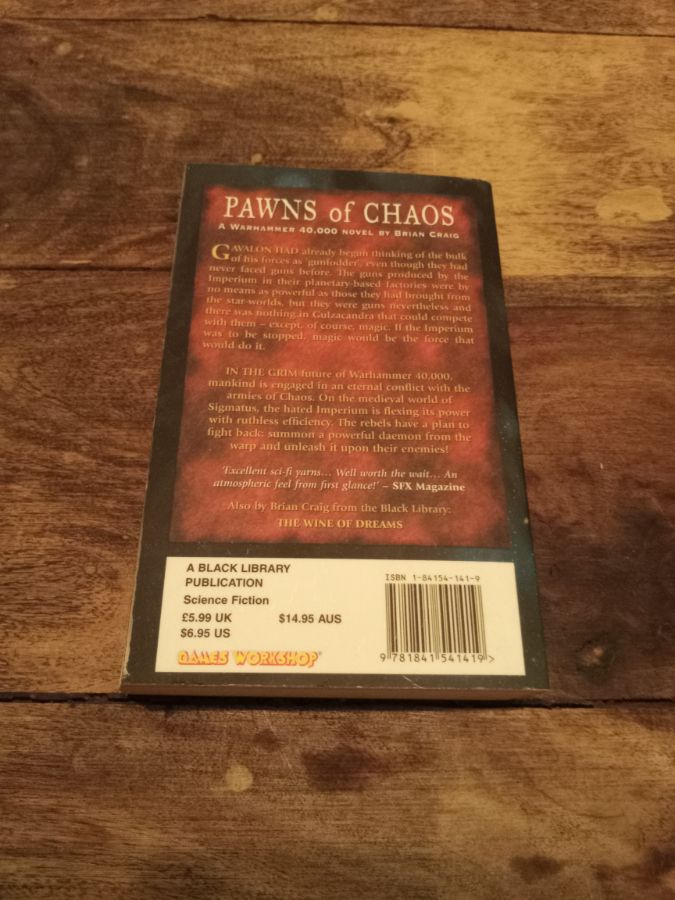 PAWNS of CHAOS
A WARHAMMER 40,000 NOVEL BY BRIAN CRAIG
GAVALON HAD already begun thinking of the bulk
of his forces as 'gunfodder', even though they had
never faced guns before. The guns produced by the
Imperium in their planetary-based factories were by
no means as powerful as those they had brought from
the star-worlds, but they were guns nevertheless and
there was nothing in Gulzacandra that could compete
with them – except, of course, magic. If the Imperium
was to be stopped, magic would be the force that
would do it.
IN THE GRIM future of Warhammer 40,000,
mankind is engaged in an eternal conflict with the
armies of Chaos. On the medieval world of
Sigmatus, the hated Imperium is flexing its power
with ruthless efficiency. The rebels have a plan to
fight back: summon a powerful daemon from the
warp and unleash it upon their enemies!
'Excellent sci-fi yarns... Well worth the wait... An
atmospheric feel from first glance!' – SFX Magazine
Also by Brian Craig from the Black Library:
THE WINE OF DREAMS
A BLACK LIBRARY
PUBLICATION
Science Fiction
£5.99 UK $14.95 AUS
$6.95 US
GAMES WORKSHOP
ISBN 1-84154-141-9
9 781841 541419 >